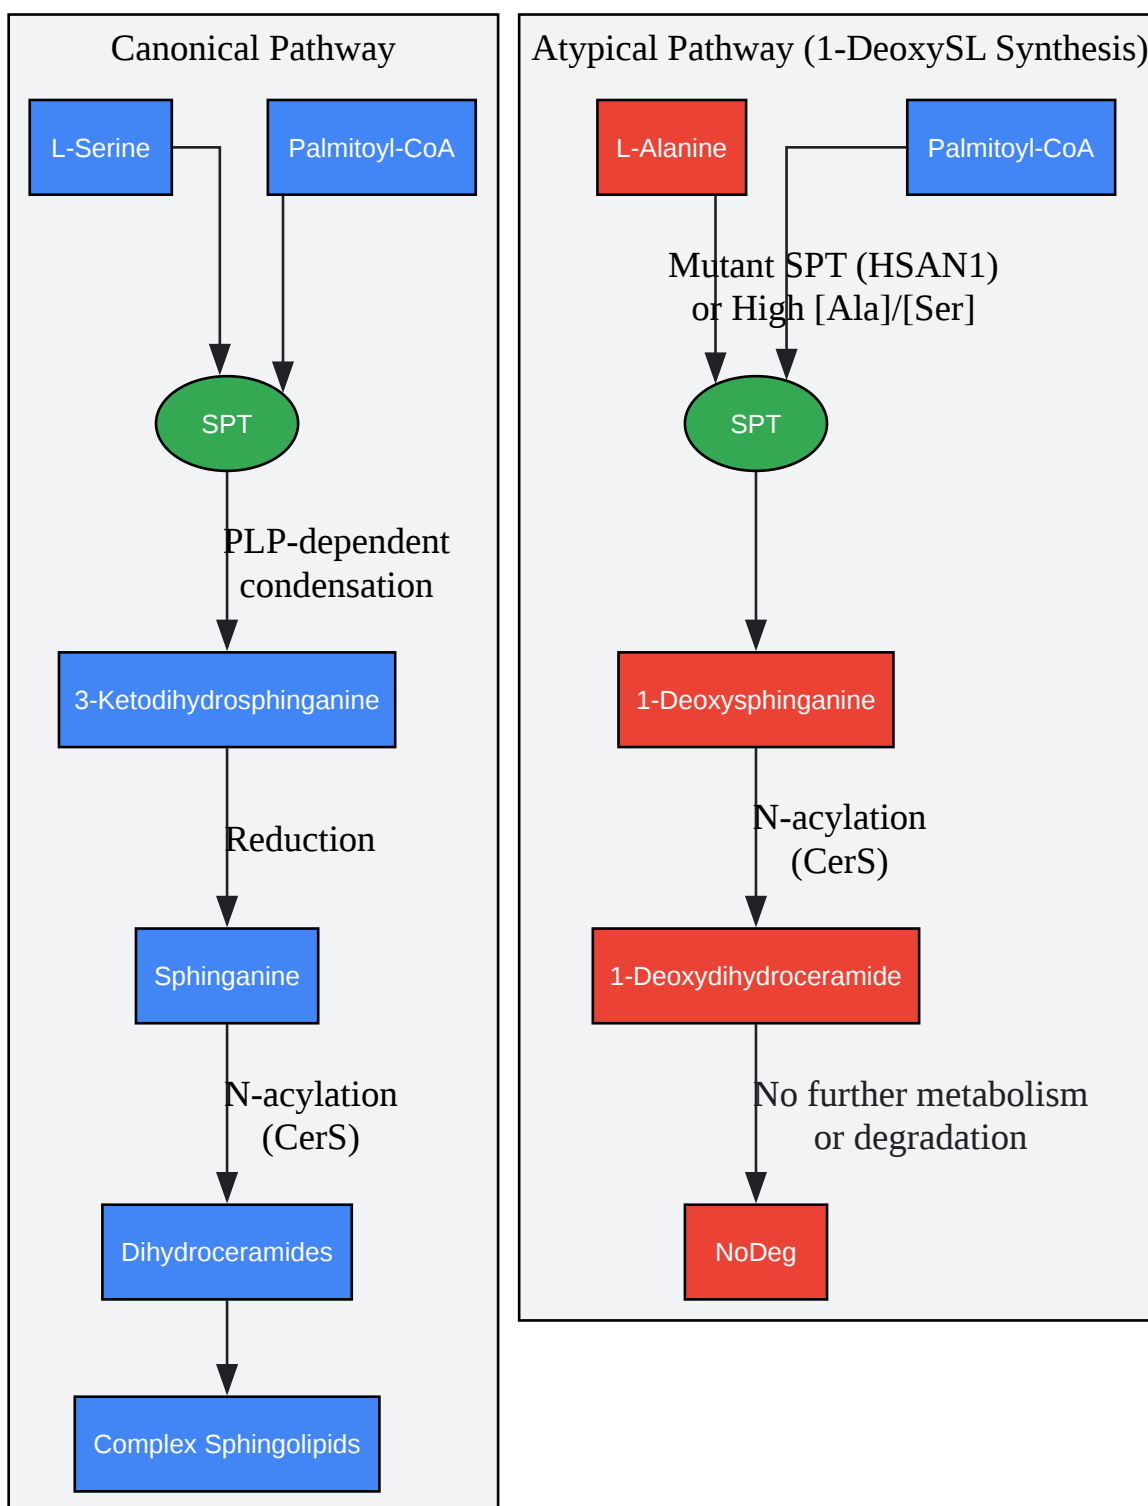 Canonical Pathway
L-Serine
Palmitoyl-CoA
SPT
PLP-dependent
condensation
3-Ketodihydrosphinganine
Reduction
Sphinganine
N-acylation
(CerS)
Dihydroceramides
Complex Sphingolipids
Atypical Pathway (1-DeoxySL Synthesis)
L-Alanine
Palmitoyl-CoA
Mutant SPT (HSAN1)
or High [Ala]/[Ser]
SPT
1-Deoxysphinganine
N-acylation
(CerS)
1-Deoxydihydroceramide
No further metabolism
or degradation
NoDeg